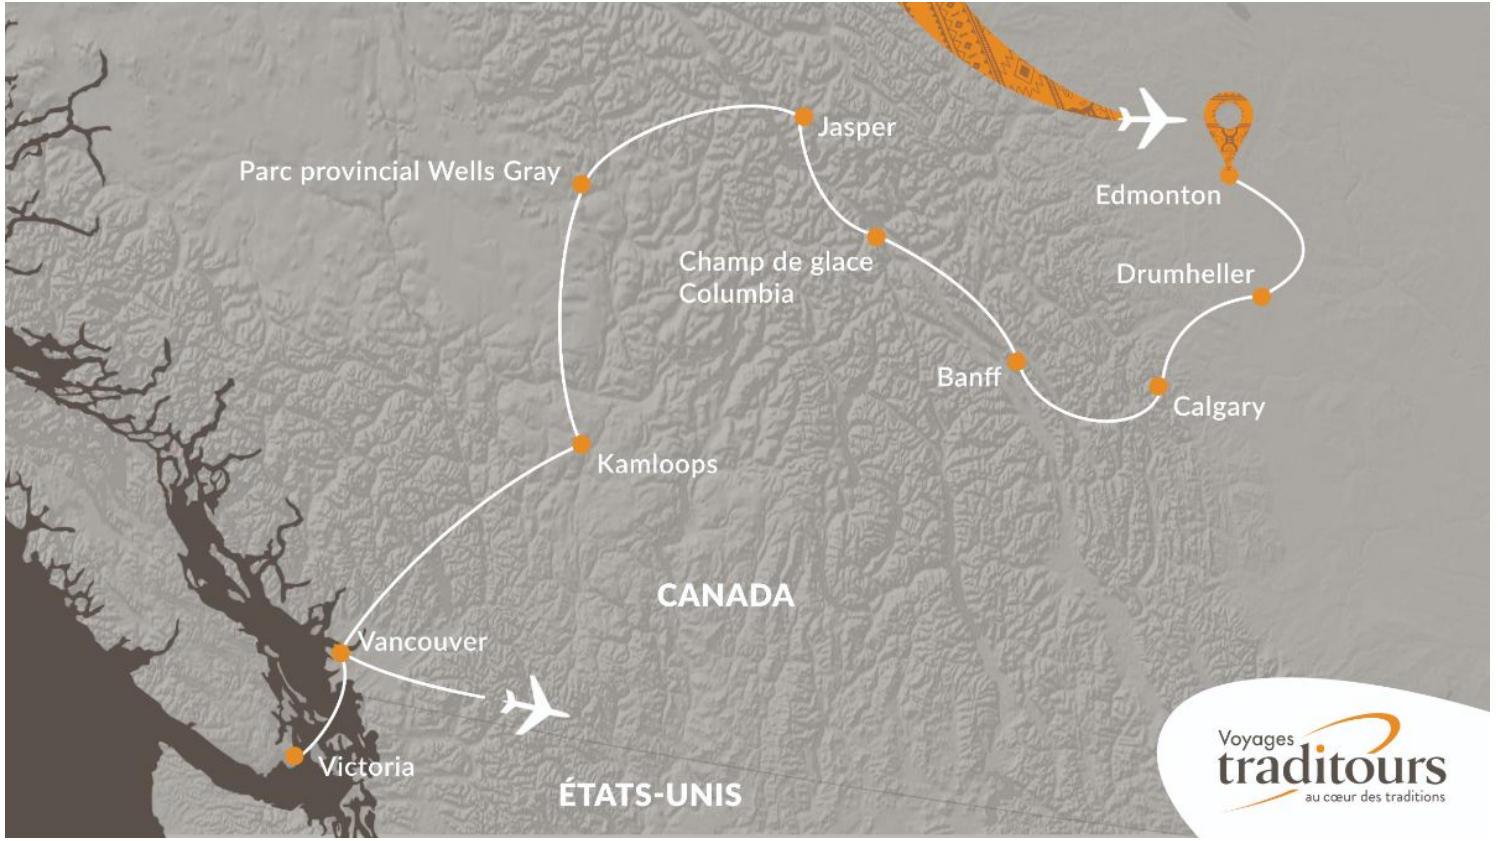 Jasper
Parc provincial Wells Gray
Edmonton
Champ de glace
Columbia
Drumheller
Banff
Calgary
Kamloops
CANADA
Vancouver
Victoria
ÉTATS-UNIS
Voyages
traditours
au cœur des traditions